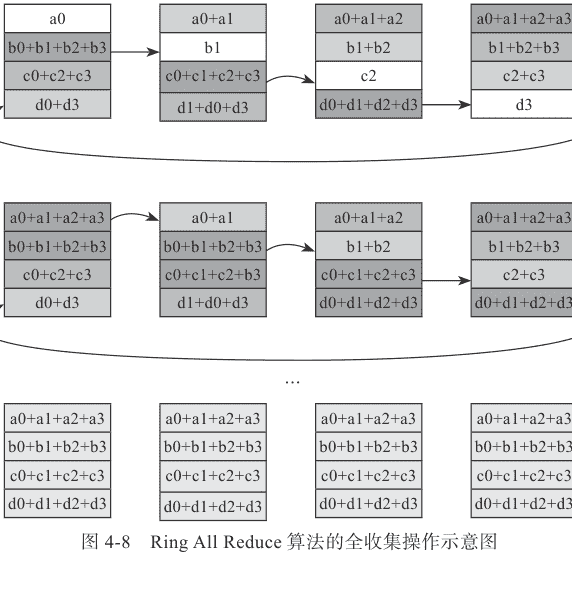 a0 a0+a1 a0+a1+a2 a0+a1+a2+a3
b0+b1+b2+b3 b1 b1+b2 b1+b2+b3
c0+c2+c3 c0+c1+c2+c3 c2 c2+c3
d0+d3 d1+d0+d3 d0+d1+d2+d3 d3
a0+a1+a2+a3 a0+a1 a0+a1+a2 a0+a1+a2+a3
b0+b1+b2+b3 b0+b1+b2+b3 b1+b2 b1+b2+b3
c0+c2+c3 c0+c1+c2+b3 c0+c1+c2+c3 c2+c3
d0+d3 d1+d0+d3 d0+d1+d2+d3 d0+d1+d2+d3
...
a0+a1+a2+a3 a0+a1+a2+a3 a0+a1+a2+a3 a0+a1+a2+a3
b0+b1+b2+b3 b0+b1+b2+b3 b0+b1+b2+b3 b0+b1+b2+b3
c0+c1+c2+c3 c0+c1+c2+c3 c0+c1+c2+c3 c0+c1+c2+c3
d0+d1+d2+d3 d0+d1+d2+d3 d0+d1+d2+d3 d0+d1+d2+d3
图 4-8 Ring All Reduce 算法的全收集操作示意图